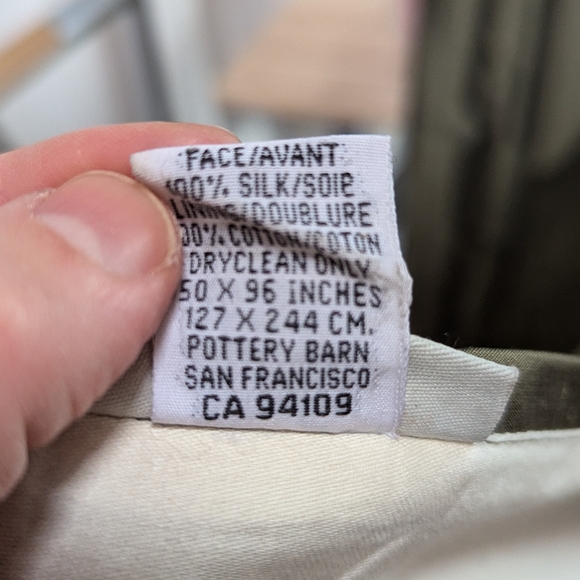 FACE/AVANT
100% SILK/SOIE
LINING/DOUBLURE
100% COTTON/COTON
DRYCLEAN ONLY
50 X 96 INCHES
127 X 244 CM.
POTTERY BARN
SAN FRANCISCO
CA 94109